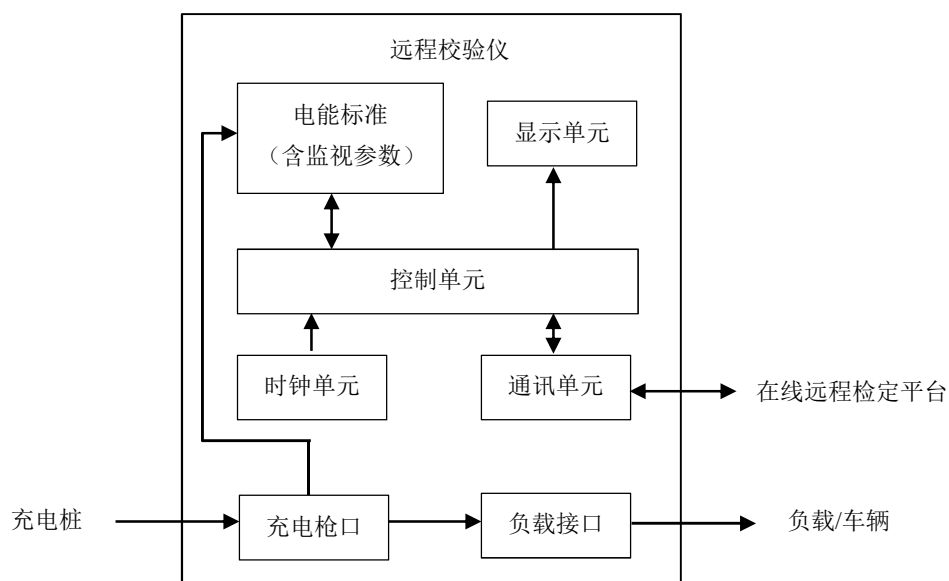 远程校验仪
电能标准
（含监视参数）
显示单元
控制单元
时钟单元
通讯单元
在线远程检定平台
充电桩
充电枪口
负载接口
负载/车辆